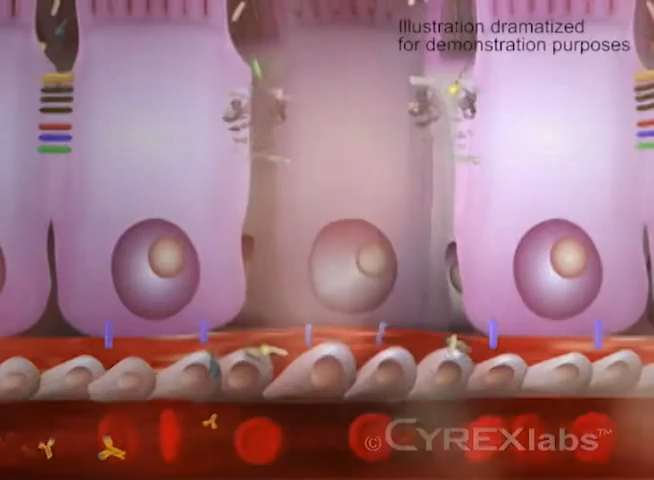 Illustration dramatized
for demonstration purposes
© CYREXlabs™